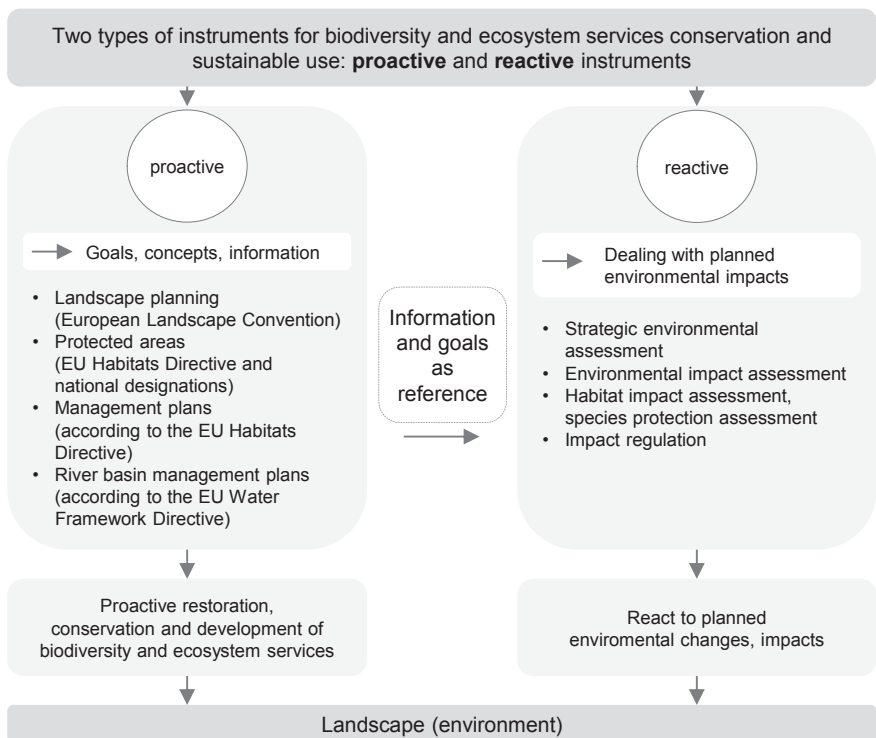 Two types of instruments for biodiversity and ecosystem services conservation and
sustainable use: proactive and reactive instruments
proactive
Goals, concepts, information
• Landscape planning
(European Landscape Convention)
• Protected areas
(EU Habitats Directive and
national designations)
• Management plans
(according to the EU Habitats
Directive)
• River basin management plans
(according to the EU Water
Framework Directive)
Information
and goals
as
reference
reactive
Dealing with planned
environmental impacts
• Strategic environmental
assessment
• Environmental impact assessment
• Habitat impact assessment,
species protection assessment
• Impact regulation
Proactive restoration,
conservation and development of
biodiversity and ecosystem services
React to planned
enviromental changes, impacts
Landscape (environment)